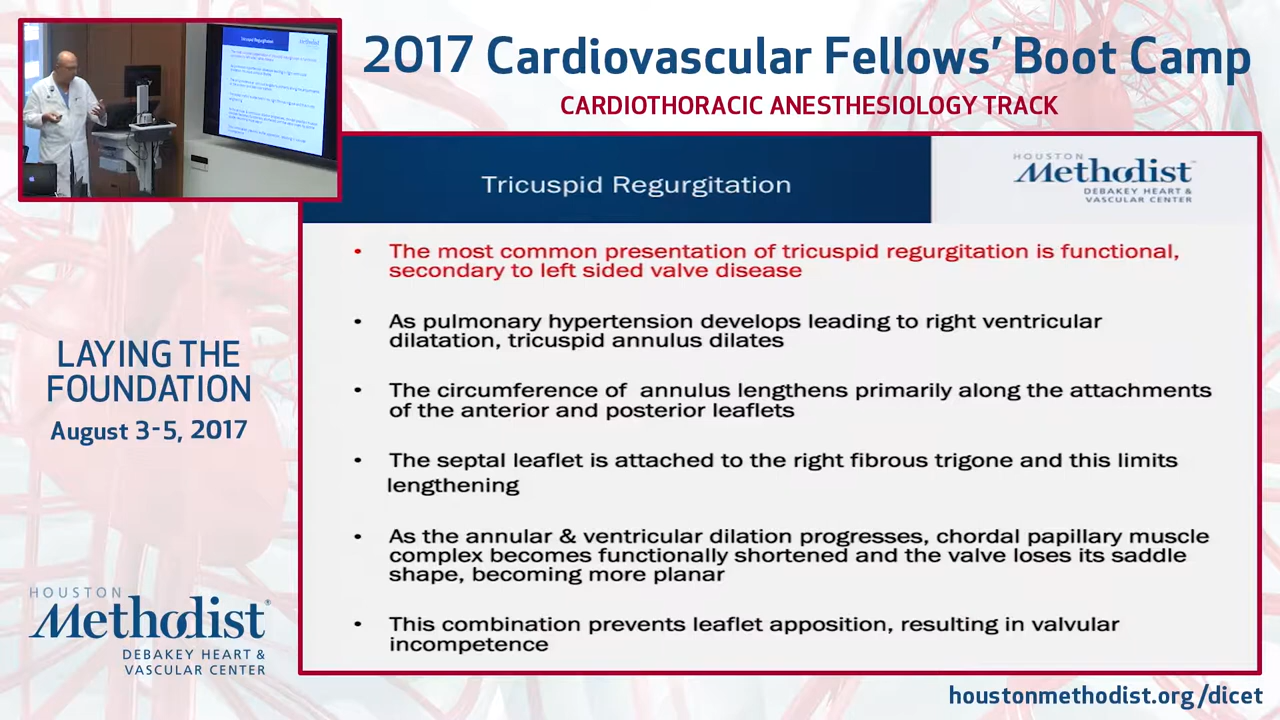 2017 Cardiovascular Fellows' Boot Camp
CARDIOTHORACIC ANESTHESIOLOGY TRACK
Tricuspid Regurgitation
HOUSTON
Methodist
DEBAKEY HEART &
VASCULAR CENTER
• The most common presentation of tricuspid regurgitation is functional,
secondary to left sided valve disease
• As pulmonary hypertension develops leading to right ventricular
dilatation, tricuspid annulus dilates
• The circumference of annulus lengthens primarily along the attachments
of the anterior and posterior leaflets
• The septal leaflet is attached to the right fibrous trigone and this limits
lengthening
• As the annular & ventricular dilation progresses, chordal papillary muscle
complex becomes functionally shortened and the valve loses its saddle
shape, becoming more planar
• This combination prevents leaflet apposition, resulting in valvular
incompetence
LAYING THE
FOUNDATION
August 3-5, 2017
HOUSTON
Methodist®
DEBAKEY HEART &
VASCULAR CENTER
houstonmethodist.org/dicet